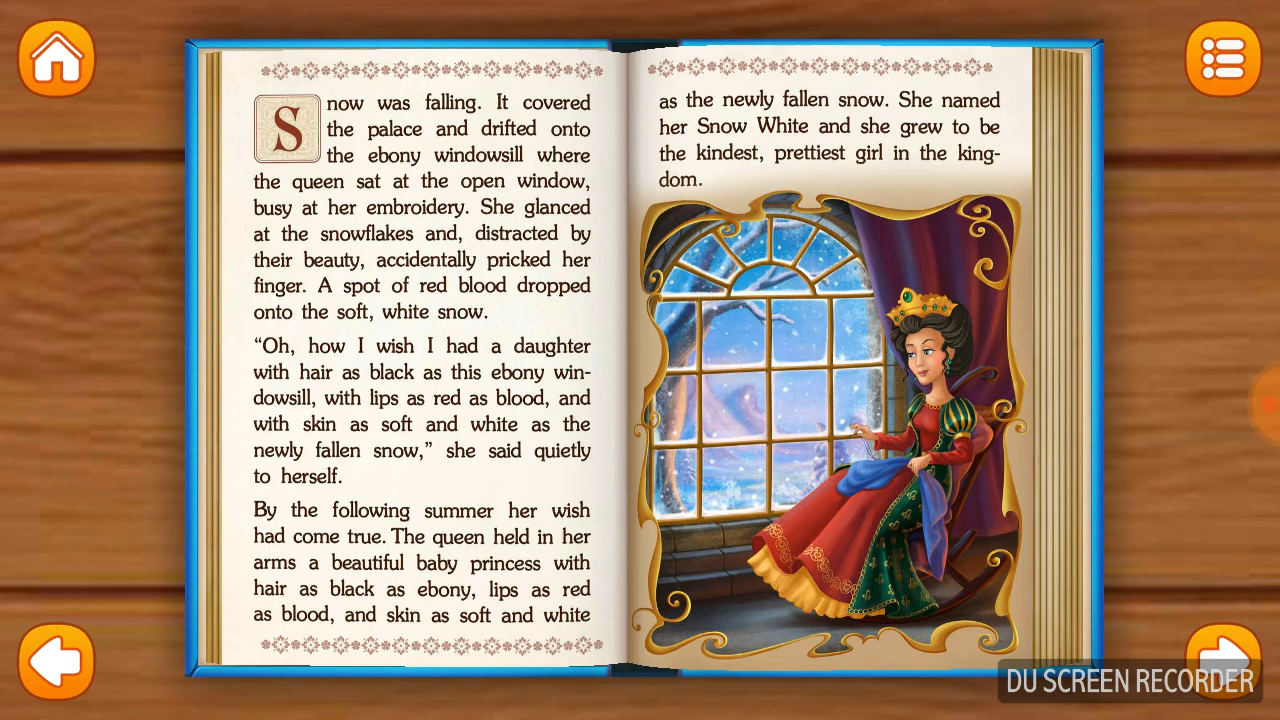 Snow was falling. It covered
the palace and drifted onto
the ebony windowsill where
the queen sat at the open window,
busy at her embroidery. She glanced
at the snowflakes and, distracted by
their beauty, accidentally pricked her
finger. A spot of red blood dropped
onto the soft, white snow.
“Oh, how I wish I had a daughter
with hair as black as this ebony win-
dowsill, with lips as red as blood, and
with skin as soft and white as the
newly fallen snow,” she said quietly
to herself.
By the following summer her wish
had come true. The queen held in her
arms a beautiful baby princess with
hair as black as ebony, lips as red
as blood, and skin as soft and white
as the newly fallen snow. She named
her Snow White and she grew to be
the kindest, prettiest girl in the king-
dom.
DU SCREEN RECORDER